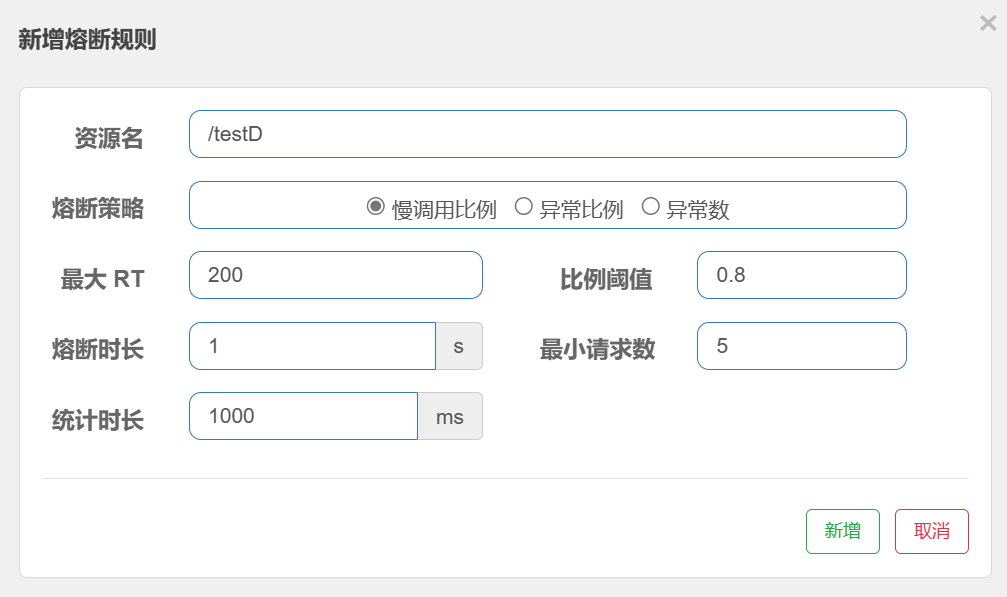 新增熔断规则
×
资源名 /testD
熔断策略 慢调用比例 异常比例 异常数
最大 RT 200 比例阈值 0.8
熔断时长 1 s 最小请求数 5
统计时长 1000 ms
新增 取消